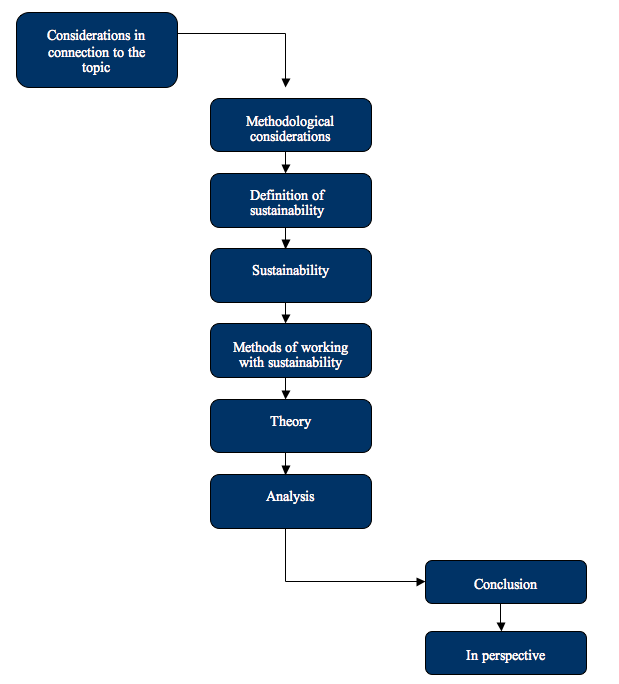 Considerations in
connection to the
topic
Methodological
considerations
Definition of
sustainability
Sustainability
Methods of working
with sustainability
Theory
Analysis
Conclusion
In perspective